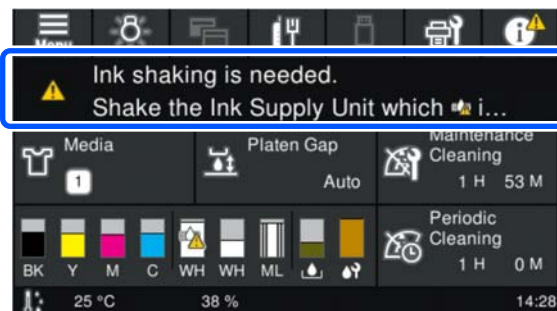 Menu
Ink shaking is needed.
Shake the Ink Supply Unit which i...
Media
1
Platen Gap
Auto
Maintenance
Cleaning
1 H 53 M
BK Y M C WH WH ML
Periodic
Cleaning
1 H 0 M
25 °C 38 % 14:28